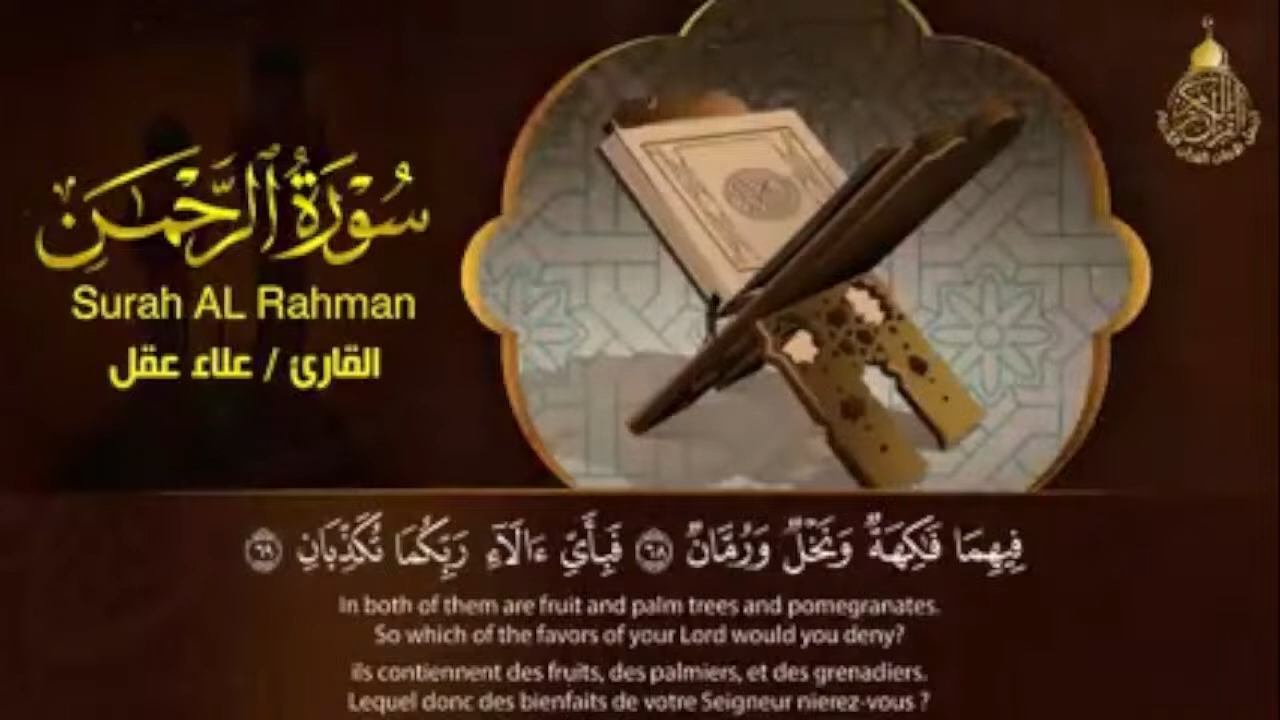 سُورَةُ ٱلرَّحْمَـٰنِ
Surah AL Rahman
القارئ / علاء عقل
فِيهِمَا فَـٰكِهَةٌ وَنَخْلٌ وَرُمَّانٌ ٦٨ فَبِأَيِّ ءَالَآءِ رَبِّكُمَا تُكَذِّبَانِ ٦٩
In both of them are fruit and palm trees and pomegranates.
So which of the favors of your Lord would you deny?
ils contiennent des fruits, des palmiers, et des grenadiers.
Lequel donc des bienfaits de votre Seigneur nierez-vous ?